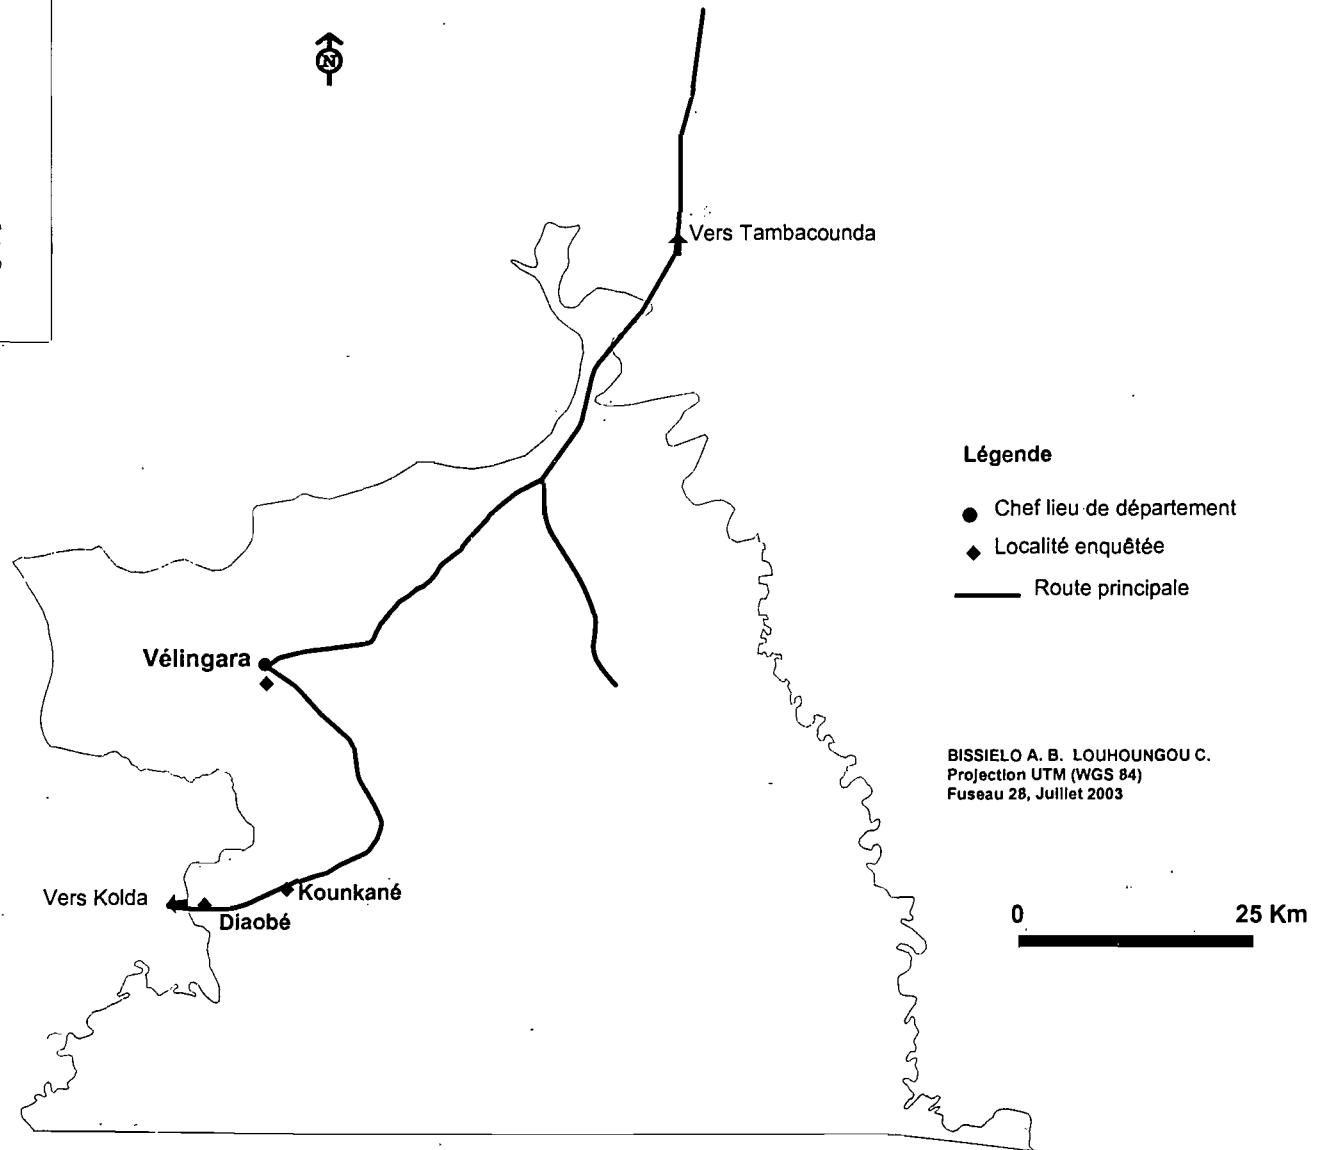 N
Vers Tambacounda
Légende
Chef lieu de département
Localité enquêtée
Route principale
Vélingara
BISSIELO A. B. LOUHOUNGOU C.
Projection UTM (WGS 84)
Fuseau 28, Juillet 2003
Vers Kolda
Kounkané
Diaobé
0 25 Km